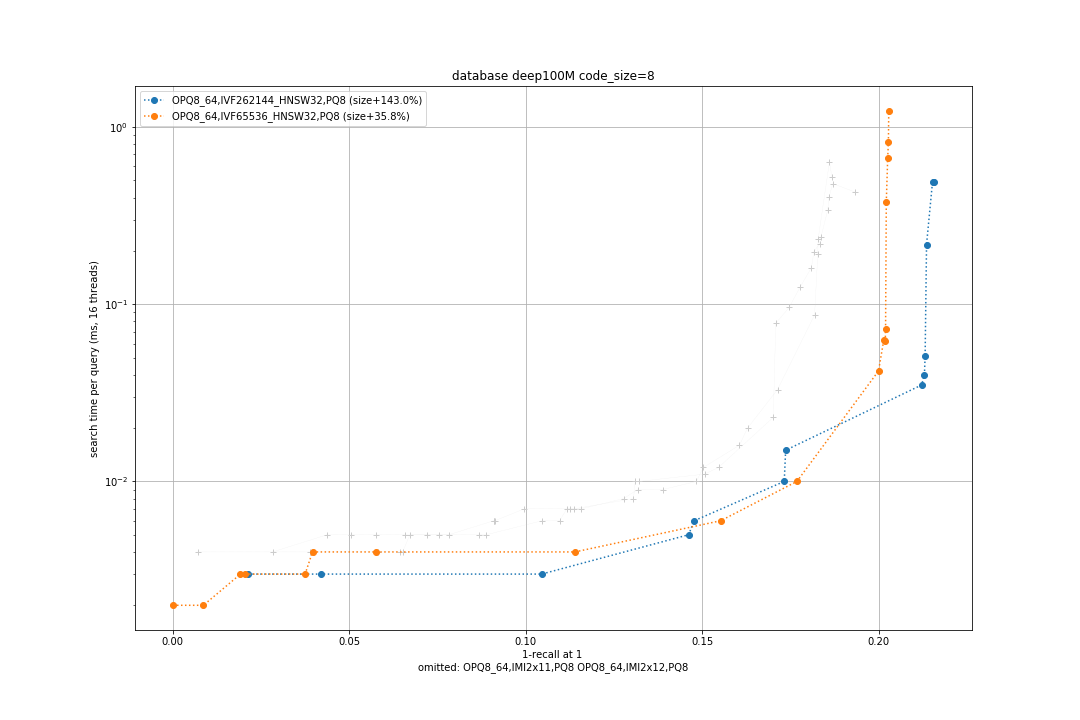 database deep100M code_size=8
OPQ8_64,IVF262144_HNSW32,PQ8 (size+143.0%)
OPQ8_64,IVF65536_HNSW32,PQ8 (size+35.8%)
search time per query (ms, 16 threads)
10⁰
10⁻¹
10⁻²
0.00 0.05 0.10 0.15 0.20
1-recall at 1
omitted: OPQ8_64,IMI2x11,PQ8 OPQ8_64,IMI2x12,PQ8